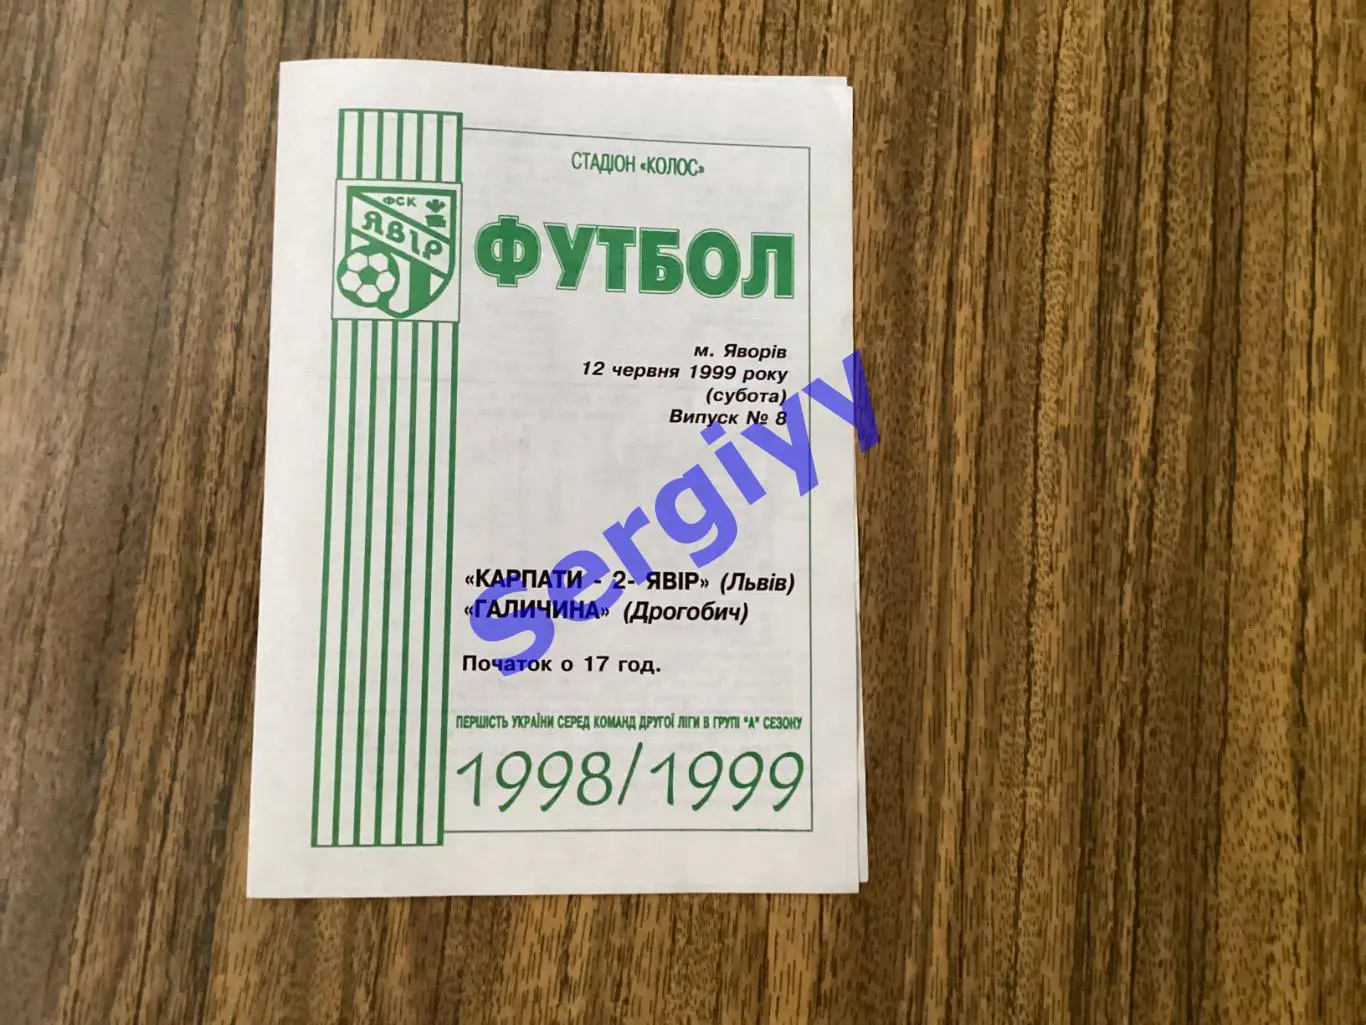 СТАДІОН «КОЛОС»
ФСК
ЯВІР
ФУТБОЛ
м. Яворів
12 червня 1999 року
(субота)
Випуск № 8
«КАРПАТИ - 2- ЯВІР» (Львів)
«ГАЛИЧИНА» (Дрогобич)
Початок о 17 год.
ПЕРШІСТЬ УКРАЇНИ СЕРЕД КОМАНД ДРУГОЇ ЛІГИ В ГРУПІ "А" СЕЗОНУ
1998/1999
sergiyy